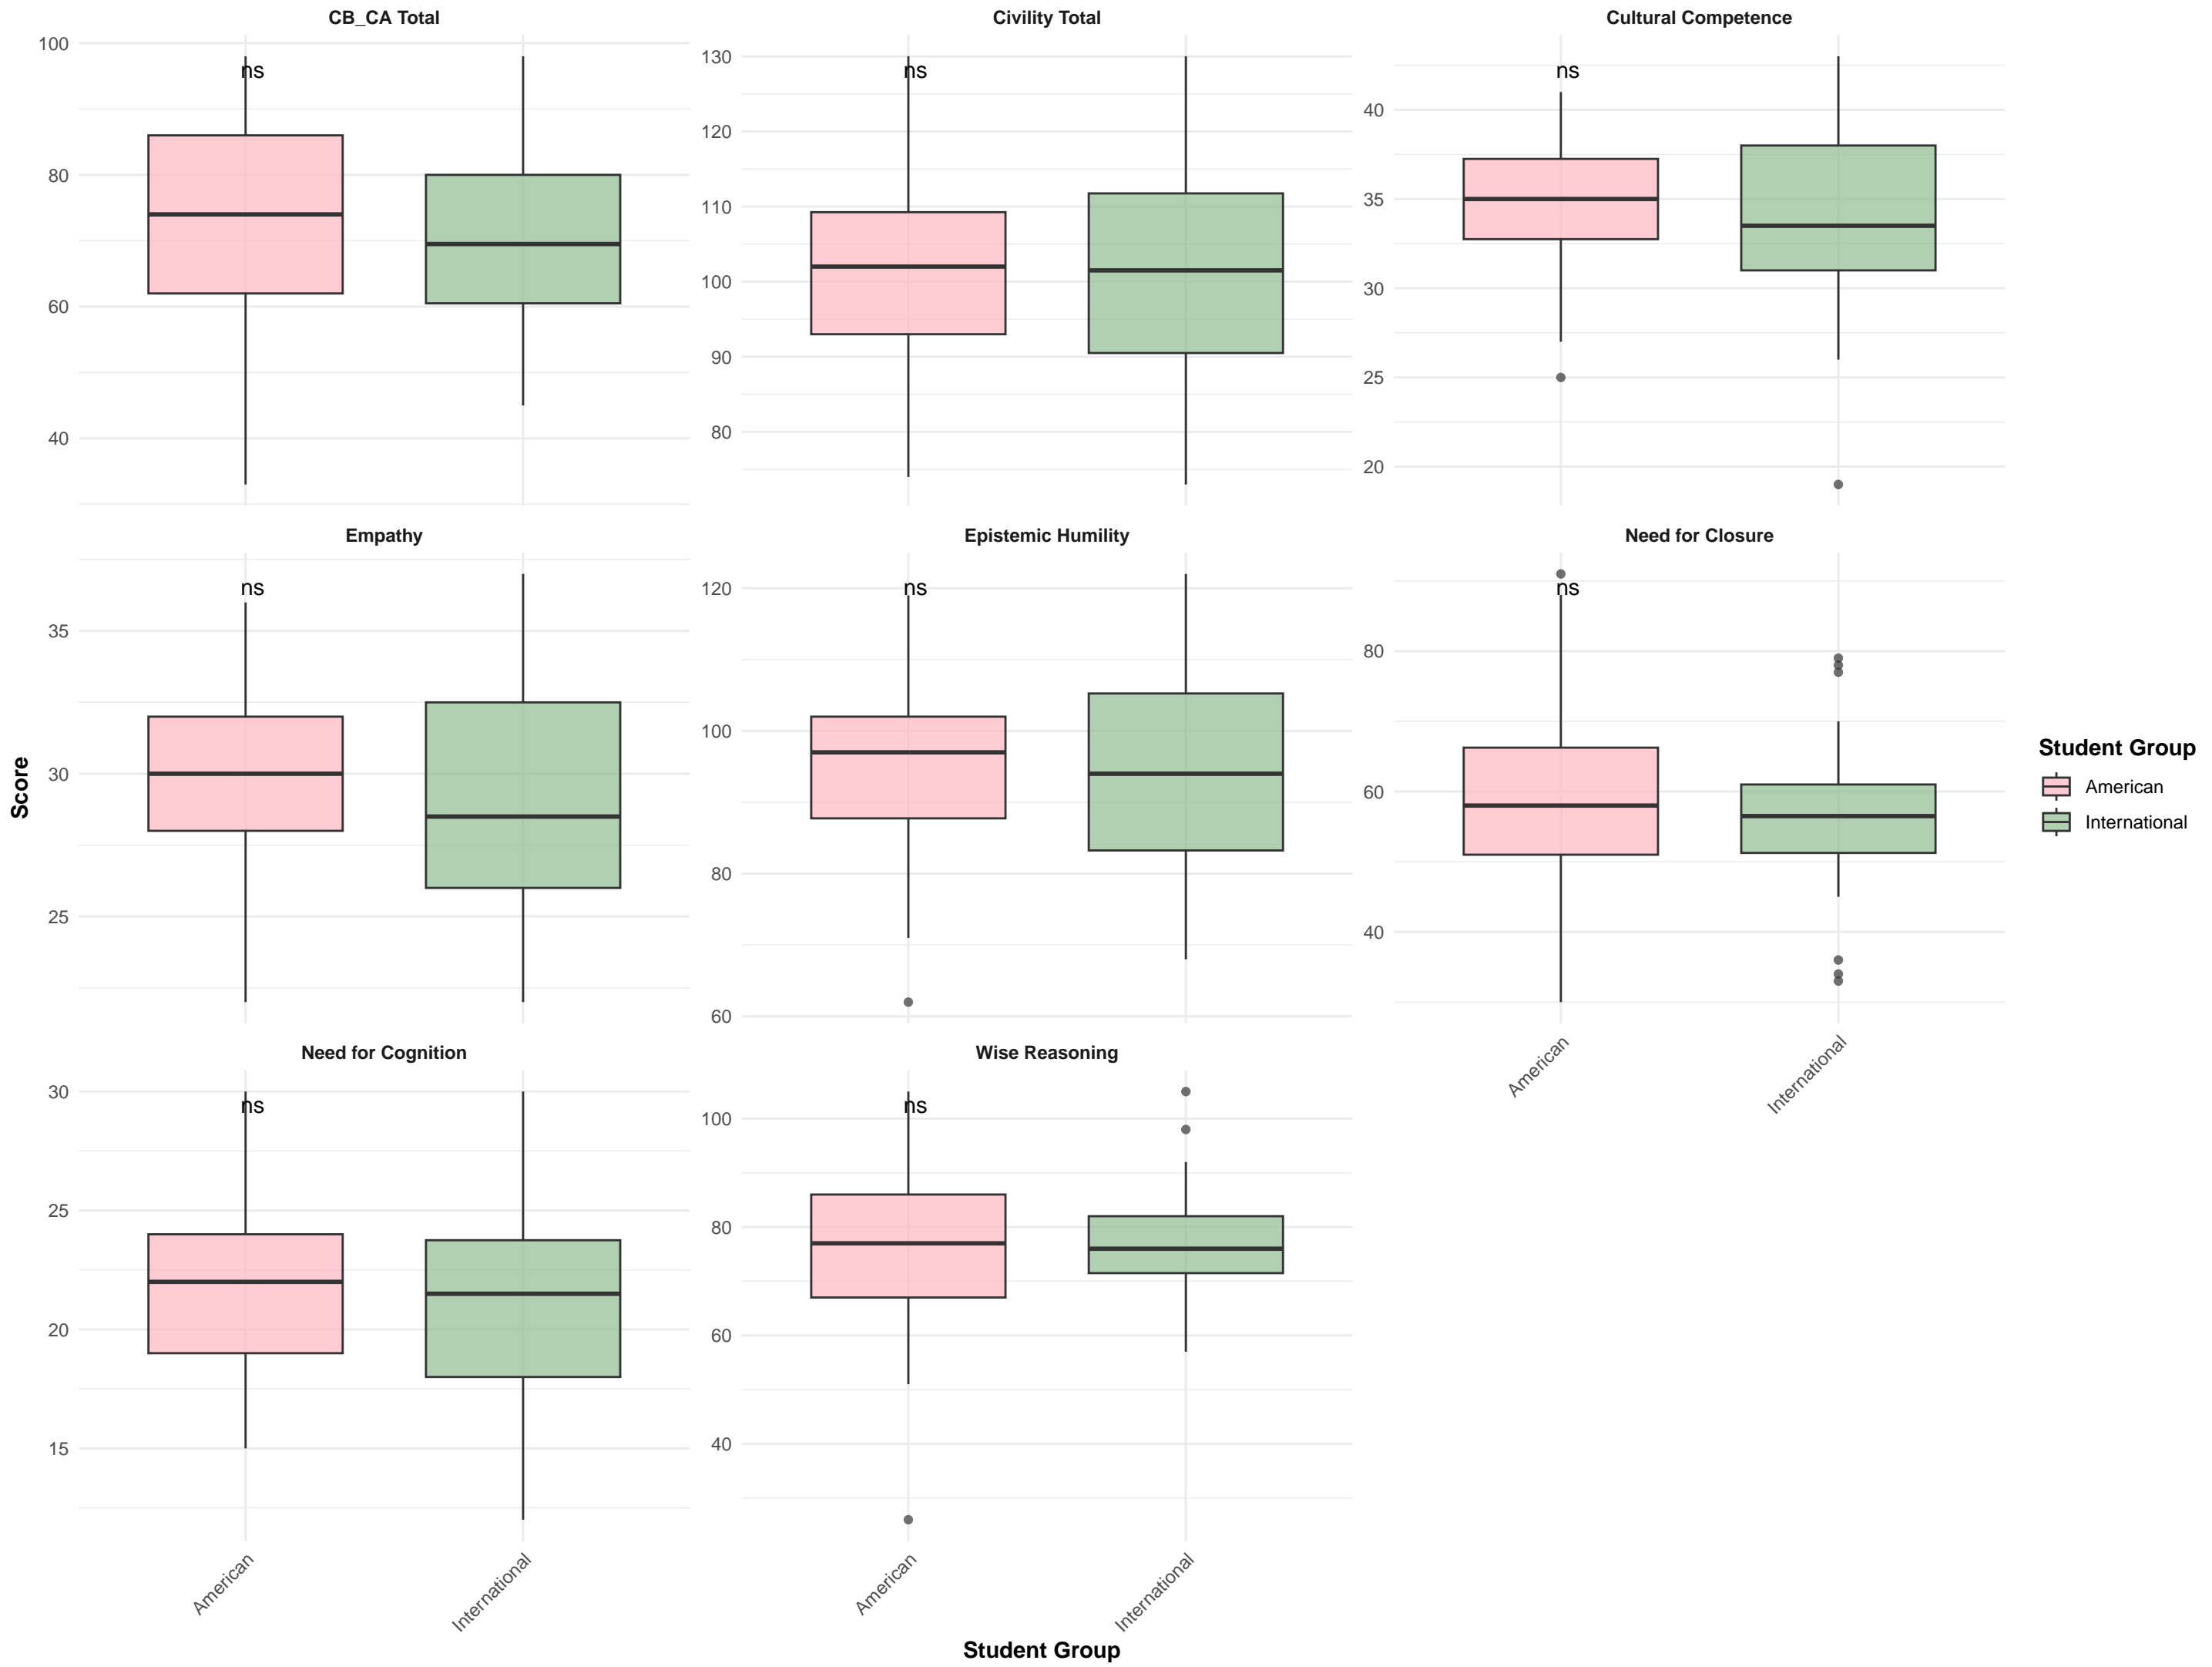 CB_CA Total
Civility Total
Cultural Competence
100
80
60
40
ns
130
120
110
100
90
80
ns
40
35
30
25
20
ns
Empathy
Epistemic Humility
Need for Closure
Score
35
30
25
ns
120
100
80
60
ns
80
60
40
ns
American
International
Student Group
American
International
Need for Cognition
Wise Reasoning
30
25
20
15
ns
100
80
60
40
ns
American
International
American
International
Student Group